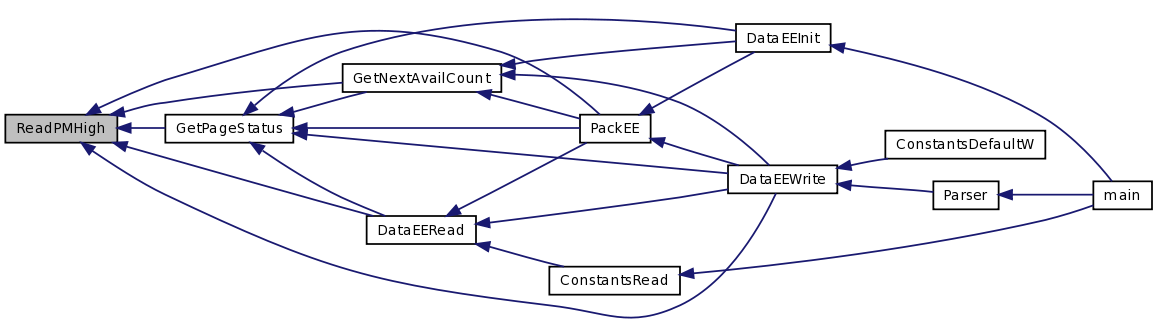 ReadPMHigh
GetPageStatus
GetNextAvailCount
DataEERead
PackEE
ConstantsRead
DataEEInit
DataEEWrite
ConstantsDefaultW
Parser
main